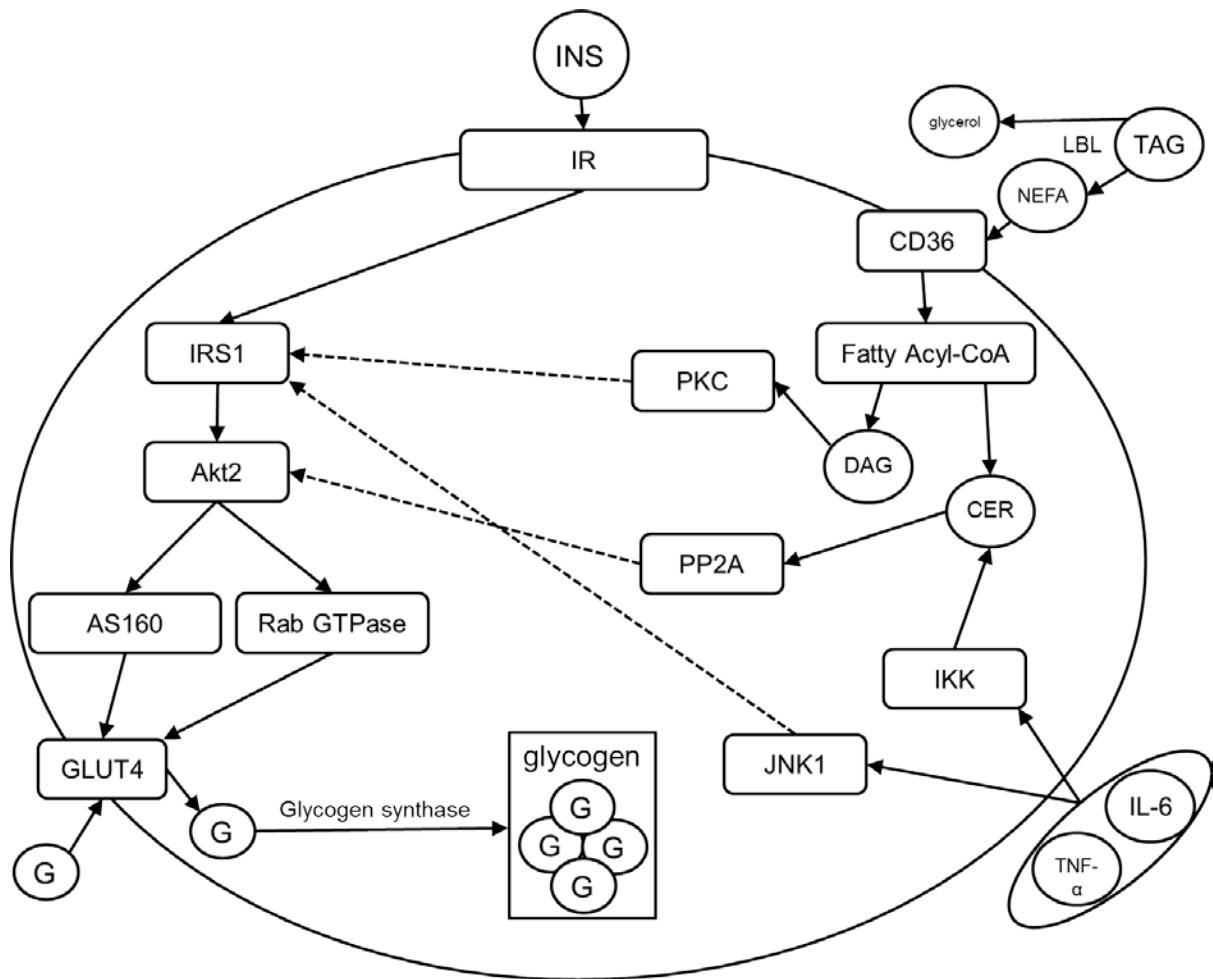 INS
IR
glycerol
LBL
TAG
NEFA
CD36
IRS1
PKC
Fatty Acyl-CoA
Akt2
DAG
CER
PP2A
AS160
Rab GTPase
IKK
GLUT4
glycogen
JNK1
Glycogen synthase
G
G
G
G
G
G
IL-6
TNF-
α